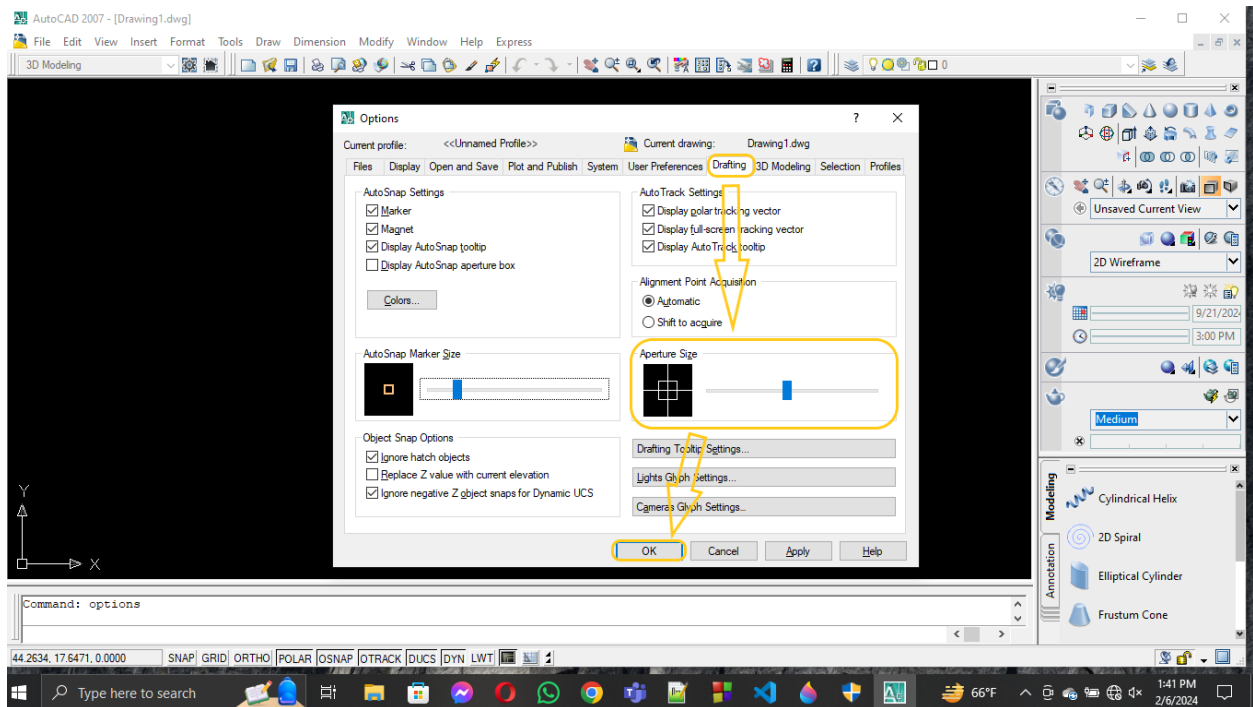 AutoCAD 2007 - [Drawing1.dwg]
File Edit View Insert Format Tools Draw Dimension Modify Window Help Express
3D Modeling
0
Options
?
Current profile: <<Unnamed Profile>> Current drawing: Drawing1.dwg
Files Display Open and Save Plot and Publish System User Preferences Drafting 3D Modeling Selection Profiles
AutoSnap Settings
Marker
Magnet
Display AutoSnap tooltip
Display AutoSnap aperture box
Colors...
AutoSnap Marker Size
Object Snap Options
Ignore hatch objects
Replace Z value with current elevation
Ignore negative Z object snaps for Dynamic UCS
AutoTrack Settings
Display polar tracking vector
Display full-screen tracking vector
Display AutoTrack tooltip
Alignment Point Acquisition
Automatic
Shift to acquire
Aperture Size
Drafting Tooltip Settings...
Lights Glyph Settings...
Cameras Glyph Settings...
OK Cancel Apply Help
Unsaved Current View
2D Wireframe
9/21/202
3:00 PM
Medium
Modeling
Annotation
Cylindrical Helix
2D Spiral
Elliptical Cylinder
Frustum Cone
Y
X
Command: options
44.2634, 17.6471, 0.0000 SNAP GRID ORTHO POLAR OSNAP OTRACK DUCS DYN LWT
Type here to search
66°F
1:41 PM
2/6/2024